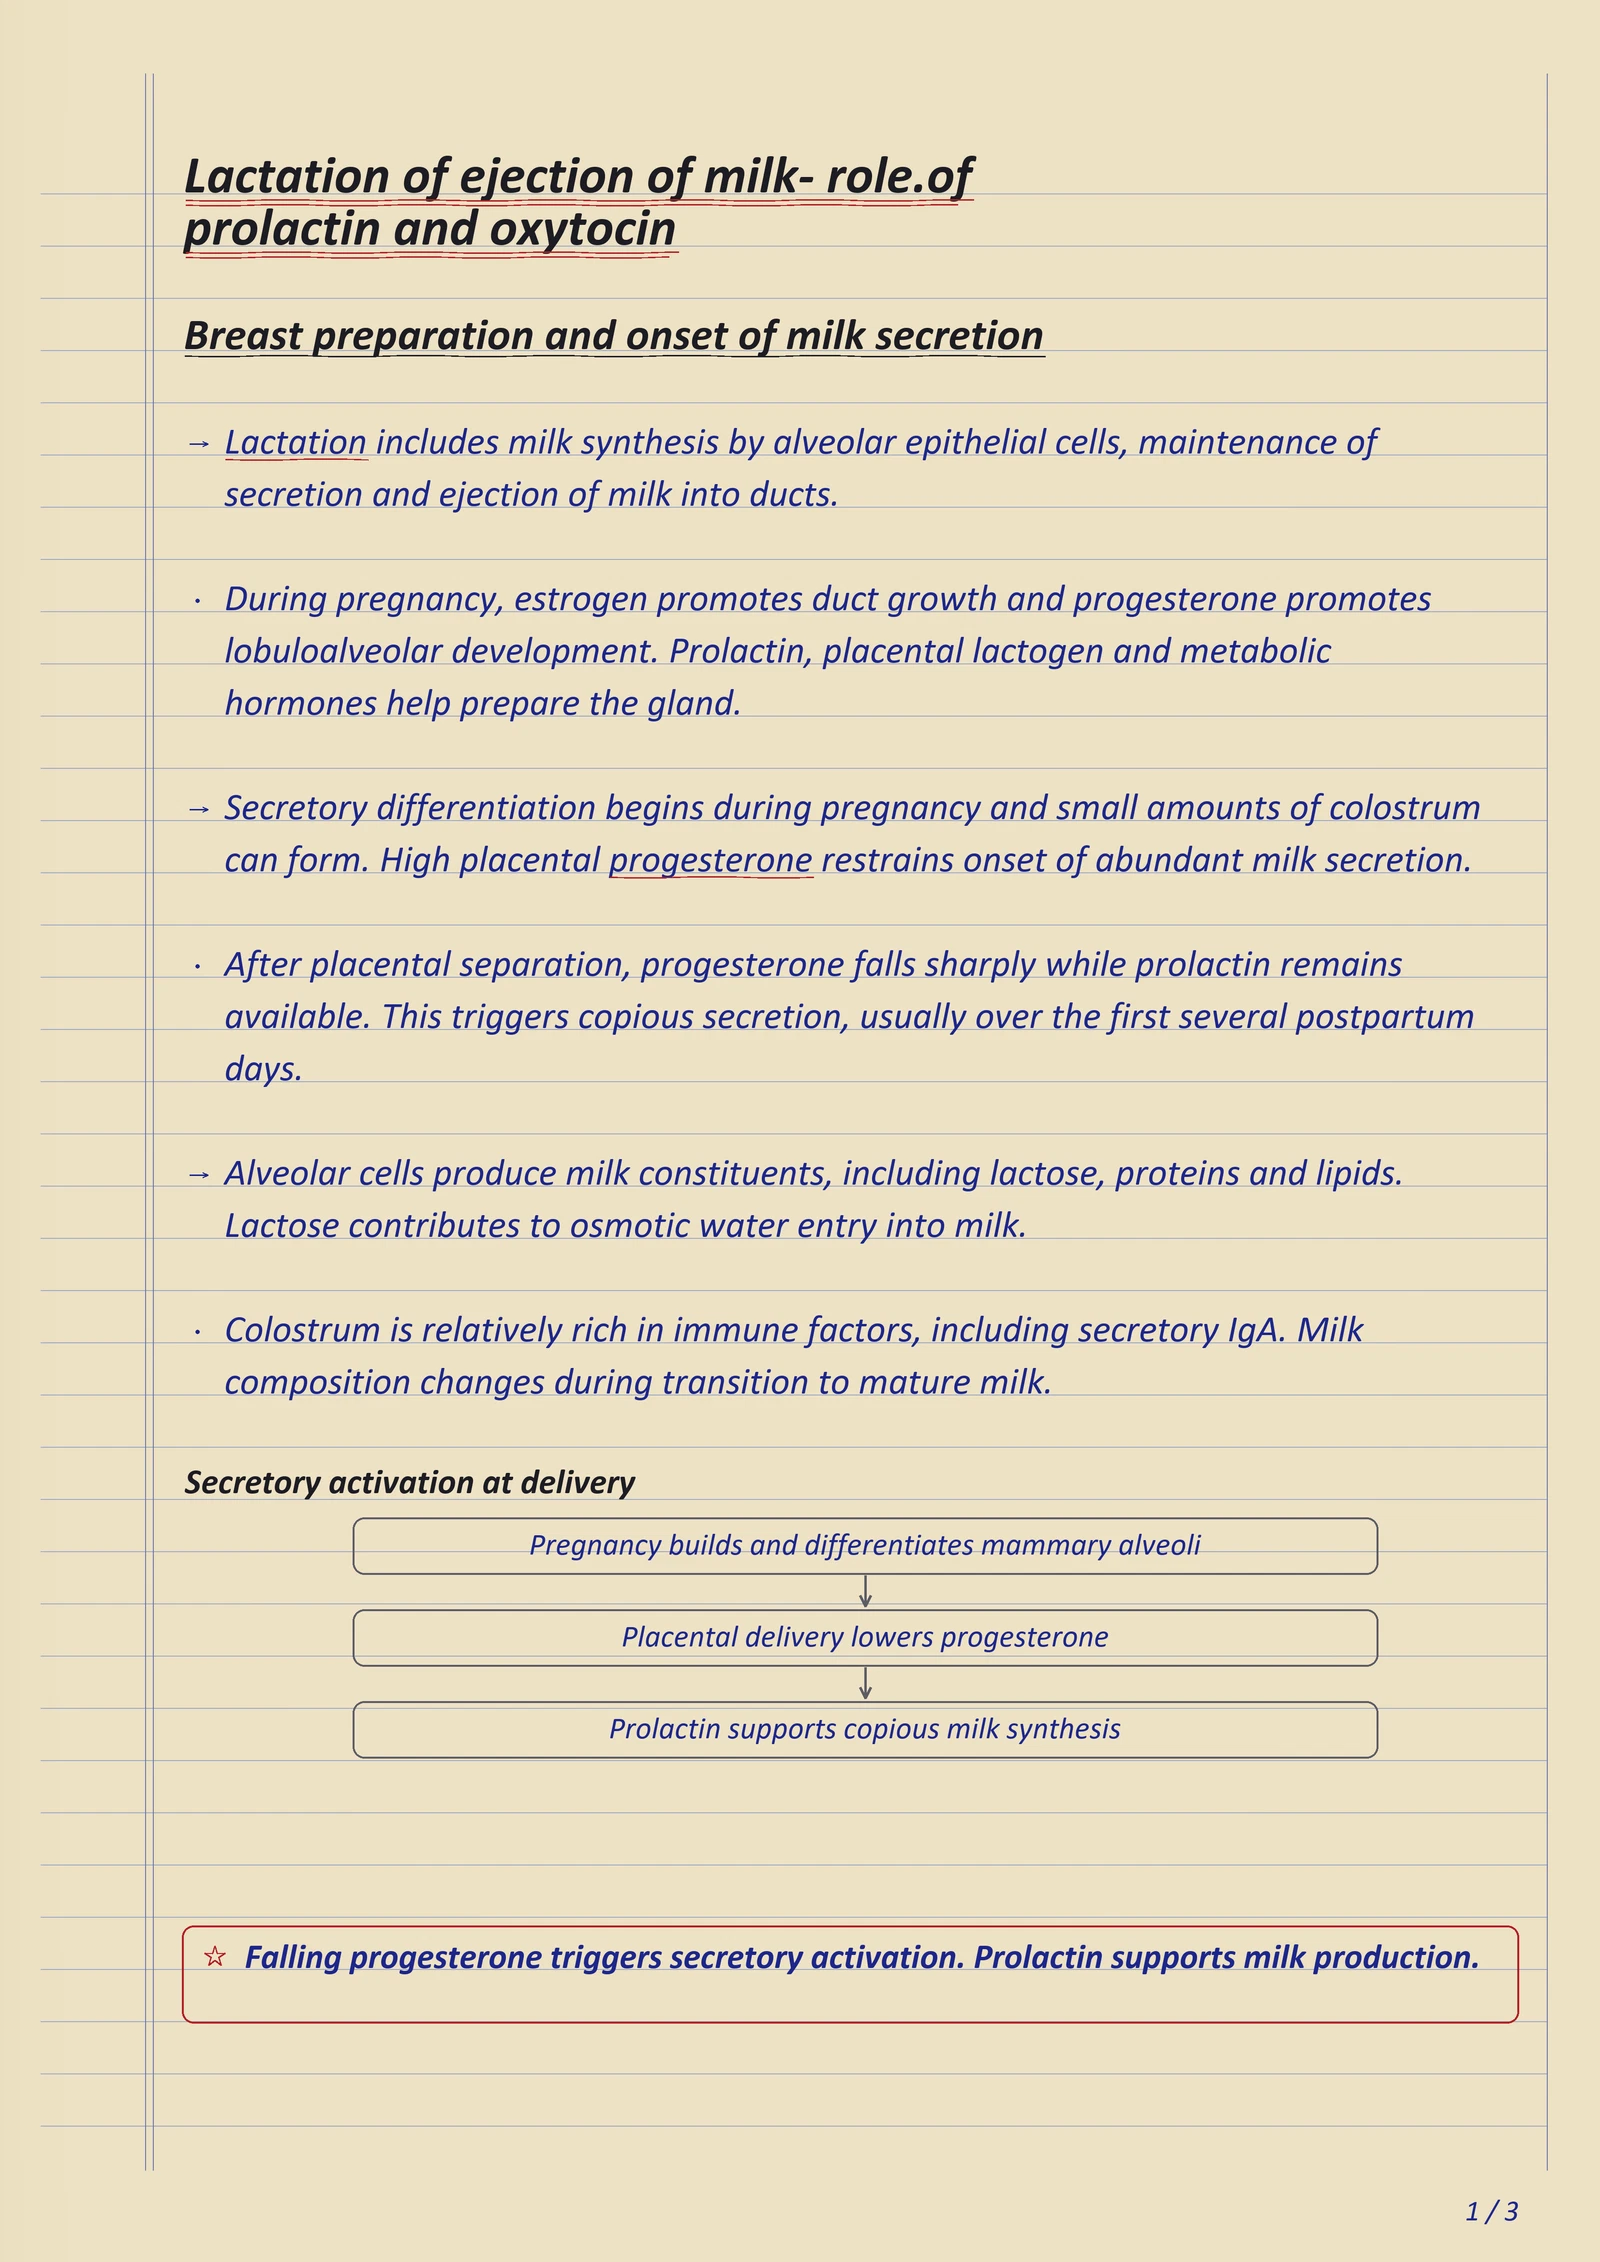 Lactation of ejection of milk- role.of
prolactin and oxytocin
Breast preparation and onset of milk secretion
→ Lactation includes milk synthesis by alveolar epithelial cells, maintenance of
secretion and ejection of milk into ducts.
· During pregnancy, estrogen promotes duct growth and progesterone promotes
lobuloalveolar development. Prolactin, placental lactogen and metabolic
hormones help prepare the gland.
→ Secretory differentiation begins during pregnancy and small amounts of colostrum
can form. High placental progesterone restrains onset of abundant milk secretion.
· After placental separation, progesterone falls sharply while prolactin remains
available. This triggers copious secretion, usually over the first several postpartum
days.
→ Alveolar cells produce milk constituents, including lactose, proteins and lipids.
Lactose contributes to osmotic water entry into milk.
· Colostrum is relatively rich in immune factors, including secretory IgA. Milk
composition changes during transition to mature milk.
Secretory activation at delivery
Pregnancy builds and differentiates mammary alveoli
Placental delivery lowers progesterone
Prolactin supports copious milk synthesis
☆ Falling progesterone triggers secretory activation. Prolactin supports milk production.
1 / 3